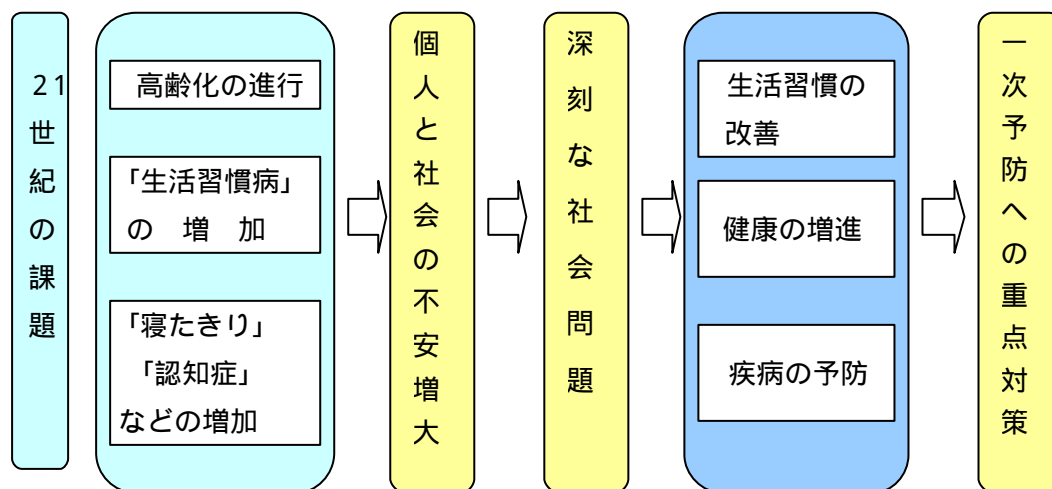 21世紀の課題
高齢化の進行
「生活習慣病」
の 増 加
「寝たきり」
「認知症」
などの増加
個人と社会の不安増大
深刻な社会問題
生活習慣の
改善
健康の増進
疾病の予防
一次予防への重点対策